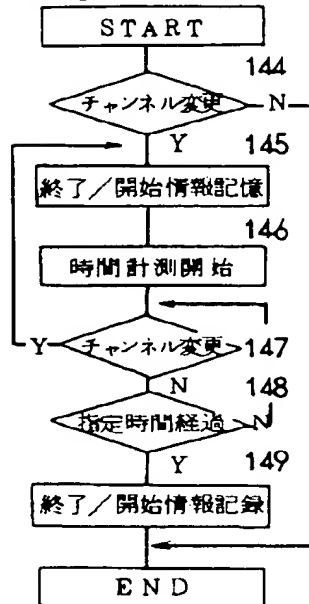 START
144
チャンネル変更 N
Y 145
終了／開始情報記憶
146
時間計測開始
Y チャンネル変更 147
N 148
指定時間経過 N
Y 149
終了／開始情報記録
END